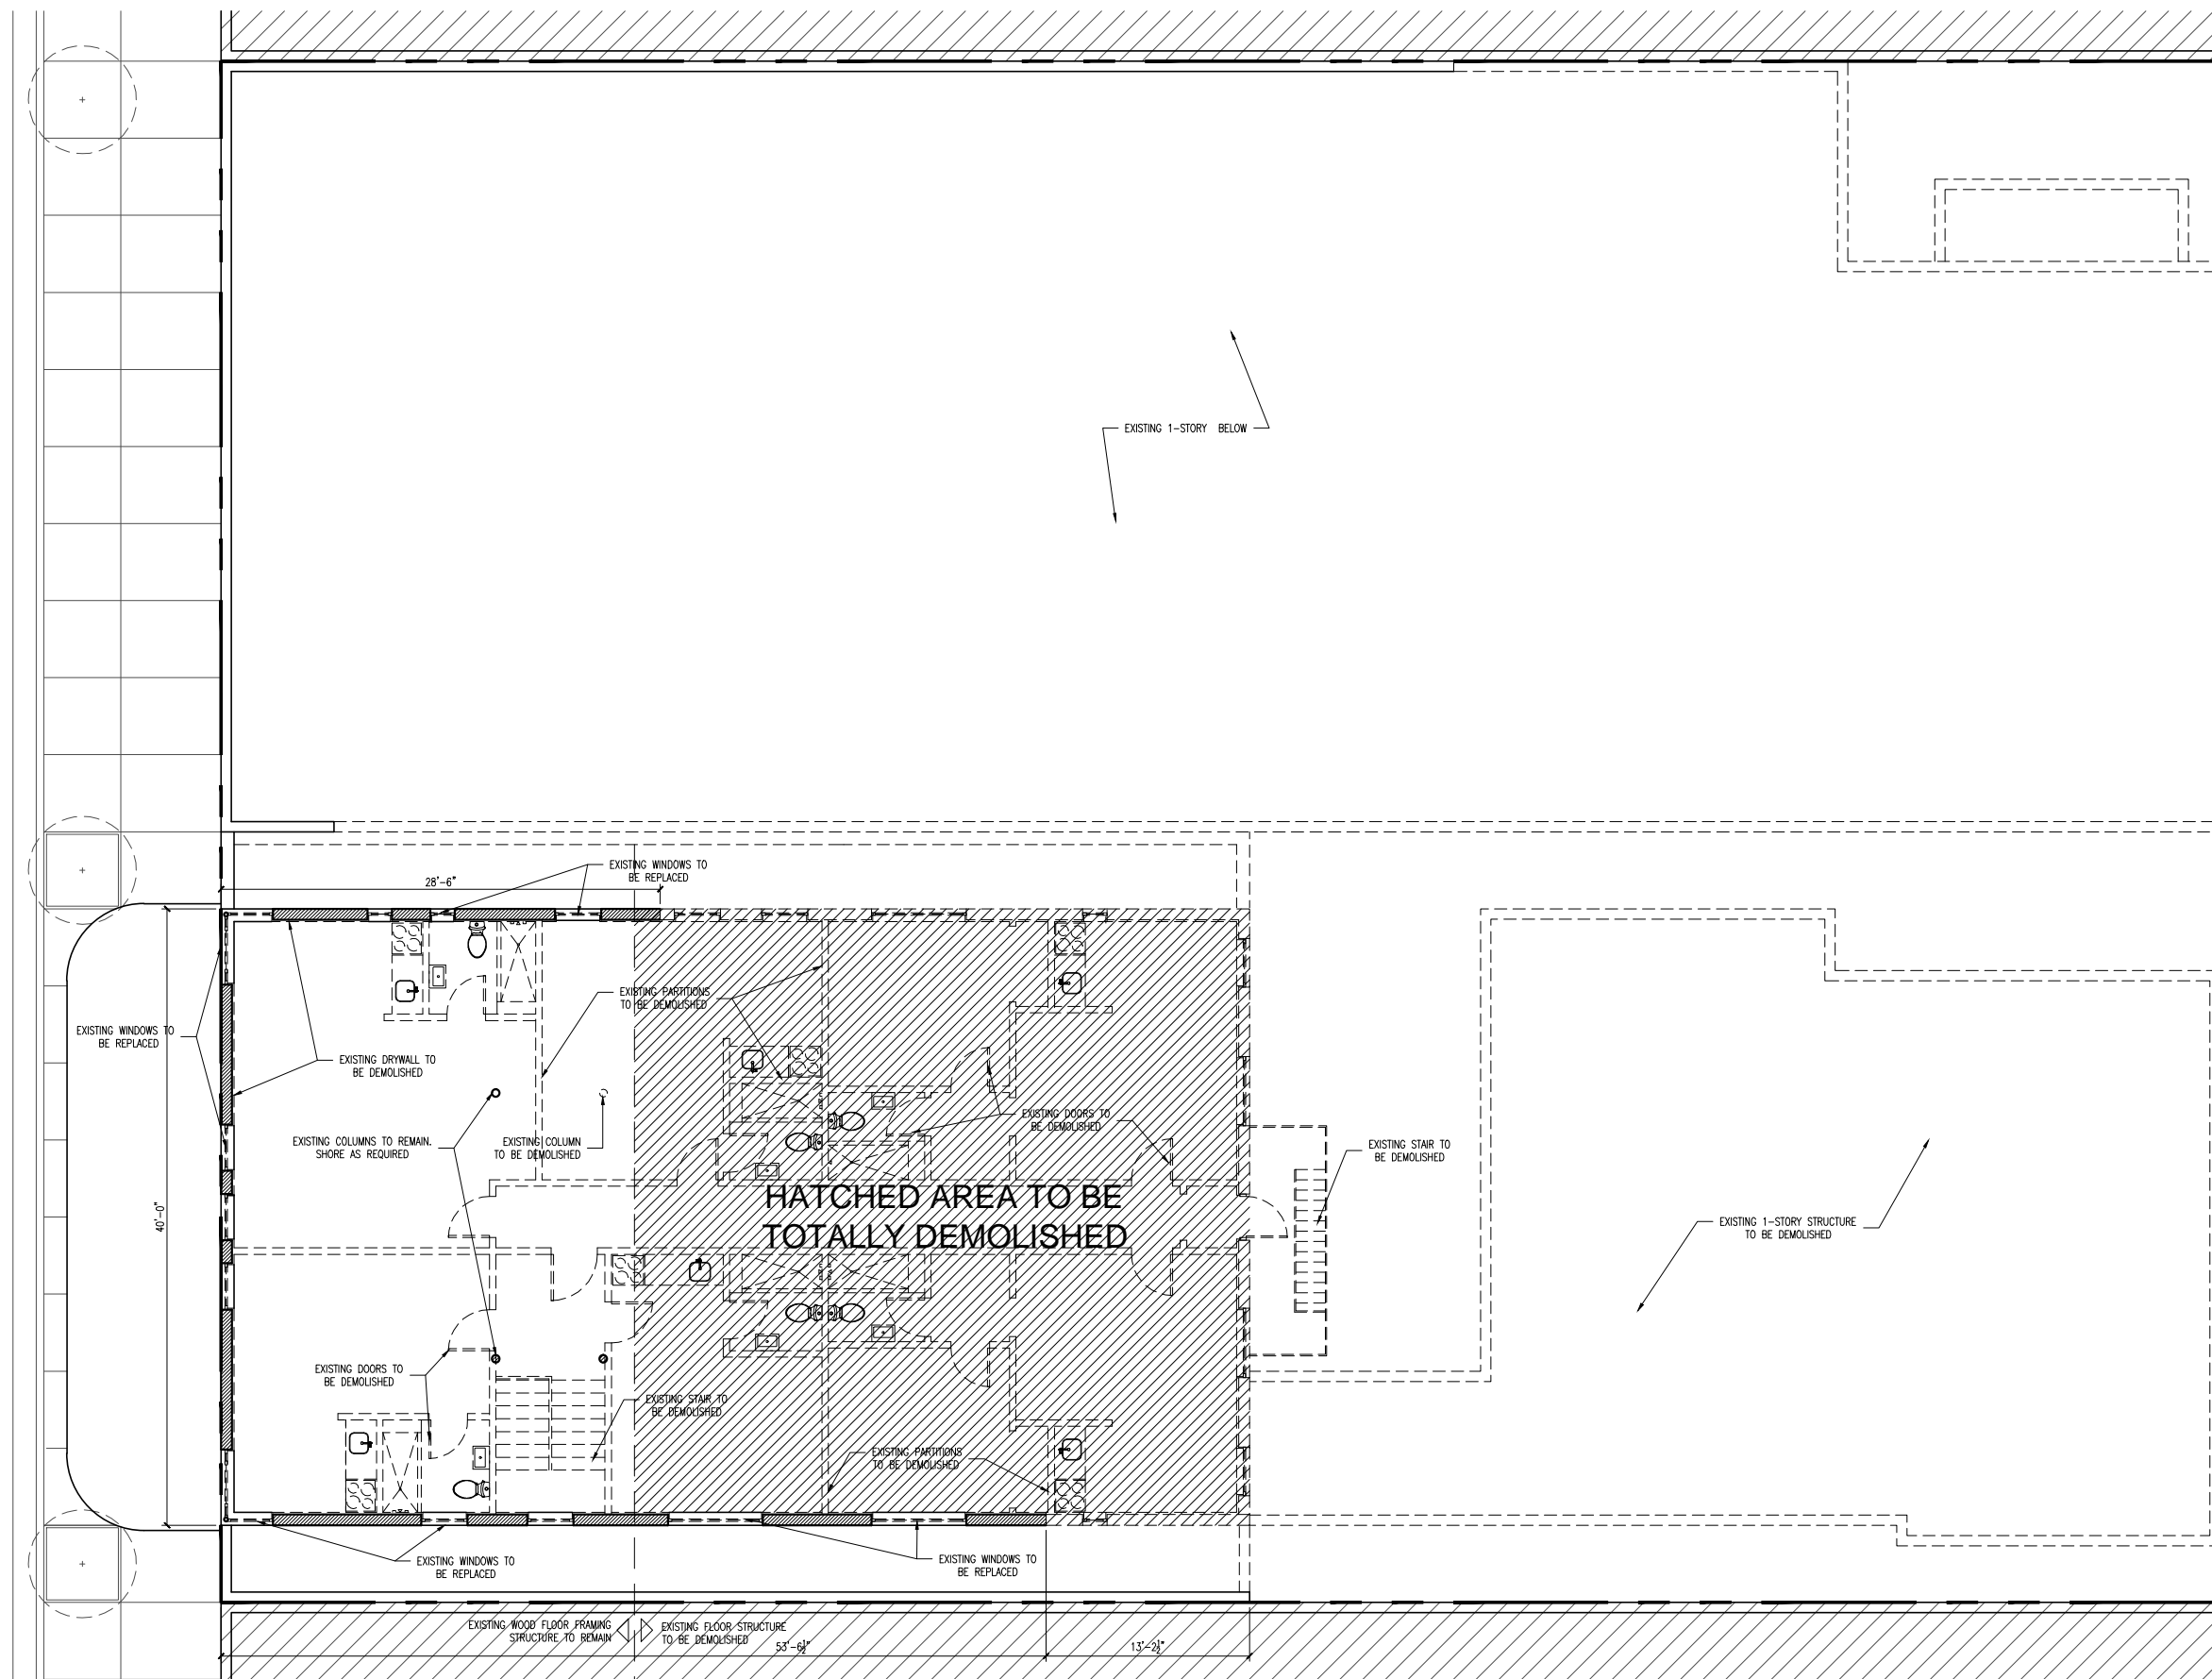 EXISTING 1-STORY BELOW
EXISTING WINDOWS TO
BE REPLACED
28'-6"
EXISTING PARTITIONS
TO BE DEMOLISHED
EXISTING WINDOWS TO
BE REPLACED
EXISTING DRYWALL TO
BE DEMOLISHED
EXISTING DOORS TO
BE DEMOLISHED
EXISTING COLUMNS TO REMAIN.
SHORE AS REQUIRED
EXISTING COLUMN
TO BE DEMOLISHED
EXISTING STAIR TO
BE DEMOLISHED
HATCHED AREA TO BE
TOTALLY DEMOLISHED
40'-0"
EXISTING 1-STORY STRUCTURE
TO BE DEMOLISHED
EXISTING DOORS TO
BE DEMOLISHED
EXISTING STAIR TO
BE DEMOLISHED
EXISTING PARTITIONS
TO BE DEMOLISHED
EXISTING WINDOWS TO
BE REPLACED
EXISTING WINDOWS TO
BE REPLACED
EXISTING WOOD FLOOR FRAMING
STRUCTURE TO REMAIN
EXISTING FLOOR STRUCTURE
TO BE DEMOLISHED
53'-6½"
13'-2½"